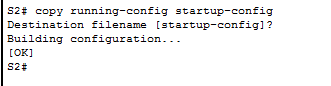 S2# copy running-config startup-config
Destination filename [startup-config]?
Building configuration...
[OK]
S2#